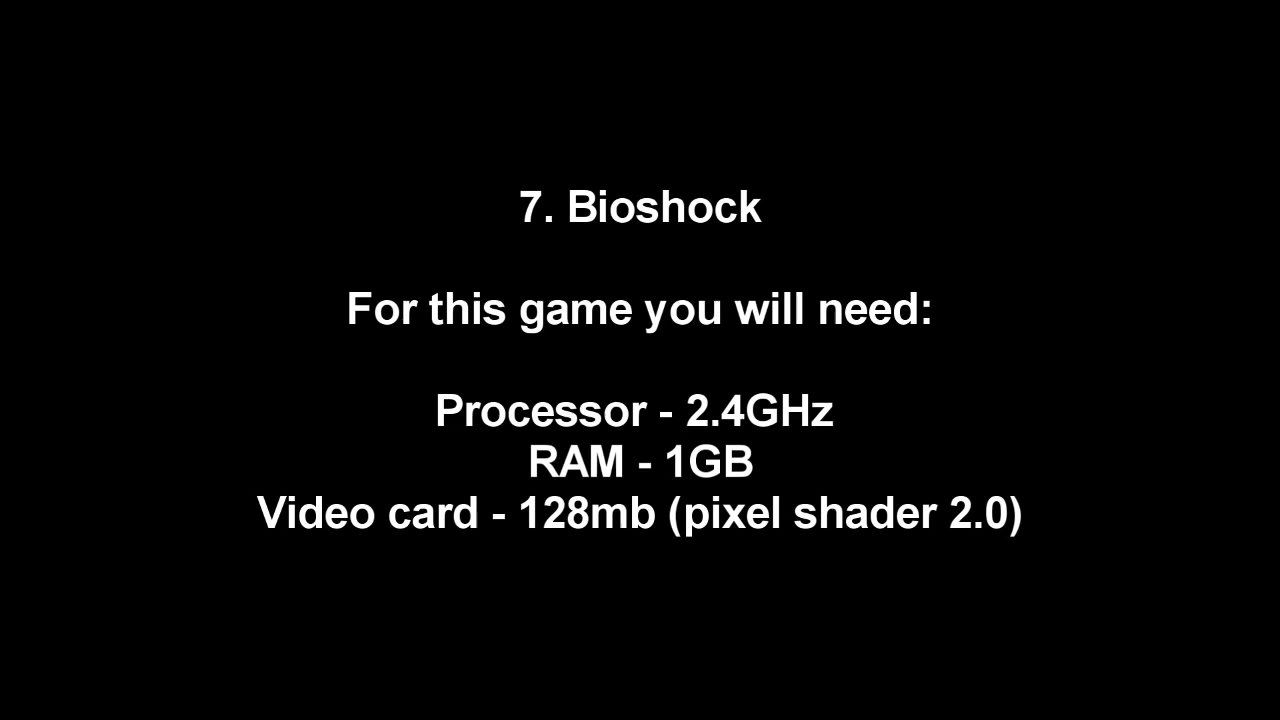 7. Bioshock
For this game you will need:
Processor - 2.4GHz
RAM - 1GB
Video card - 128mb (pixel shader 2.0)